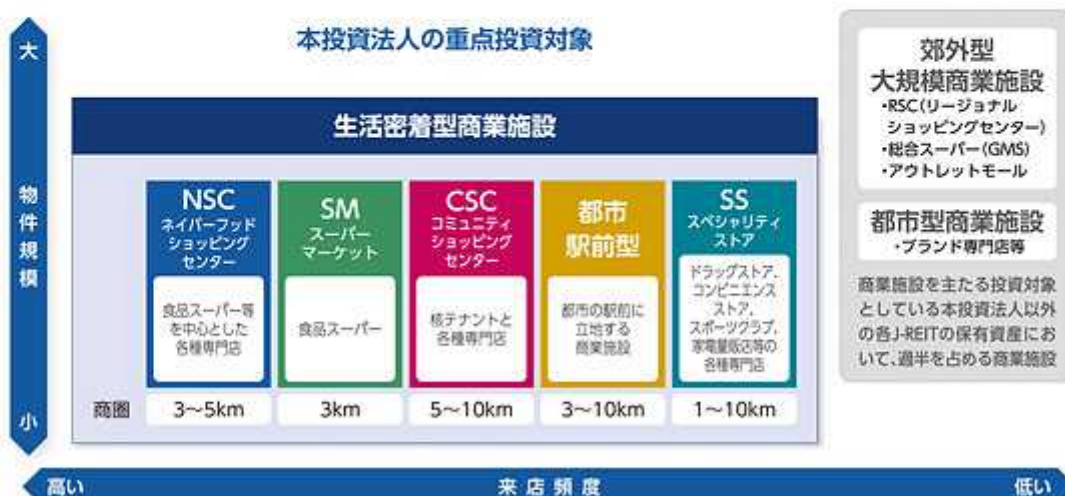 大
物件規模
小
本投資法人の重点投資対象
生活密着型商業施設
NSC
ネイバーフッド
ショッピング
センター
食品スーパー等
を中心とした
各種専門店
SM
スーパー
マーケット
食品スーパー
CSC
コミュニティ
ショッピング
センター
核テナントと
各種専門店
都市
駅前型
都市の駅前に
立地する
商業施設
SS
スペシャリティ
ストア
ドラッグストア、
コンビニエンス
ストア、
スポーツクラブ、
家電量販店等の
各種専門店
商圏
3～5km
3km
5～10km
3～10km
1～10km
郊外型
大規模商業施設
・RSC(リージョナル
ショッピングセンター)
・総合スーパー(GMS)
・アウトレットモール
都市型商業施設
・ブランド専門店等
商業施設を主たる投資対象
としている本投資法人以外
の各J-REITの保有資産にお
いて、過半を占める商業施設
高い
来店頻度
低い